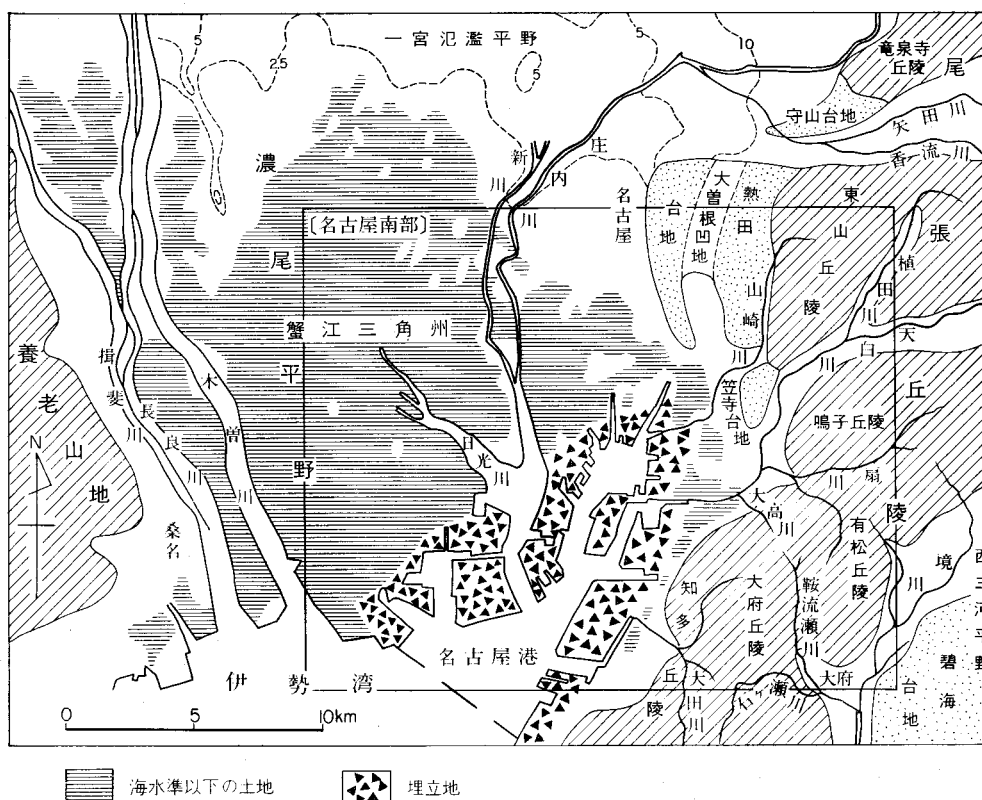 一宮氾濫平野
5
2.5
5
5
10
竜泉寺
丘陵
尾
張
丘
陵
守山台地
矢田川
香流川
庄内川
新川
名古屋
台地
大曽根凹地
熱田
東山丘陵
植田川
天白川
山崎川
笠寺台地
鳴子丘陵
扇川
大高川
有松丘陵
境川
西三河平野
碧海
台地
知多
丘陵
大府丘陵
鞍流瀬川
大府
大田川
濃
尾
平
野
〔名古屋南部〕
蟹江三角州
日光川
木曽川
長良川
揖斐川
養老山地
桑名
N
名古屋港
伊勢湾
0 5 10km
海水準以下の土地
埋立地